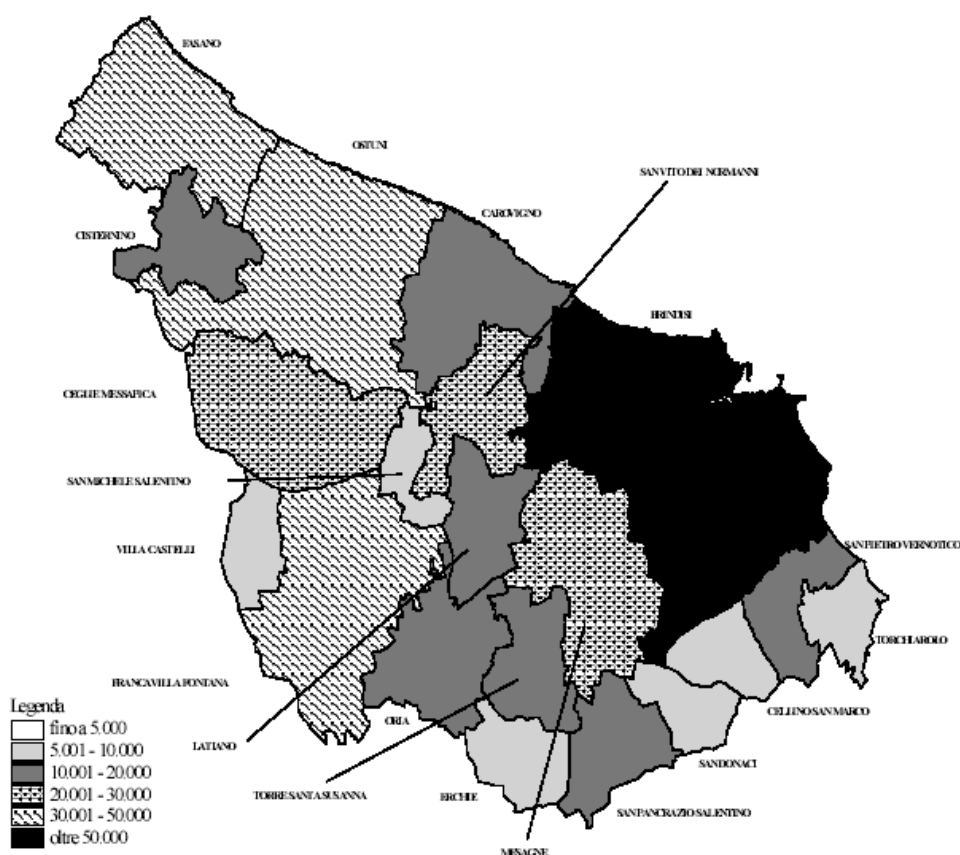 FASANO
OSTUNI
SAN VITO DEI NORMANNI
CAROVIGNO
CISTERNINO
BRINDISI
CEGLIE MESSAPICA
SAN MICHELE SALENTINO
SAN PIETRO VERNOTICO
VILLA CASTELLI
TORCHIAROLO
FRANCAVILLA FONTANA
CELLINO SAN MARCO
ORIA
LATIANO
SANDONACI
TORRE SANTA SUSANNA
ERCHIE
SAN PANCRAZIO SALENTINO
MESAGNE
Legenda
fino a 5.000
5.001 - 10.000
10.001 - 20.000
20.001 - 30.000
30.001 - 50.000
oltre 50.000